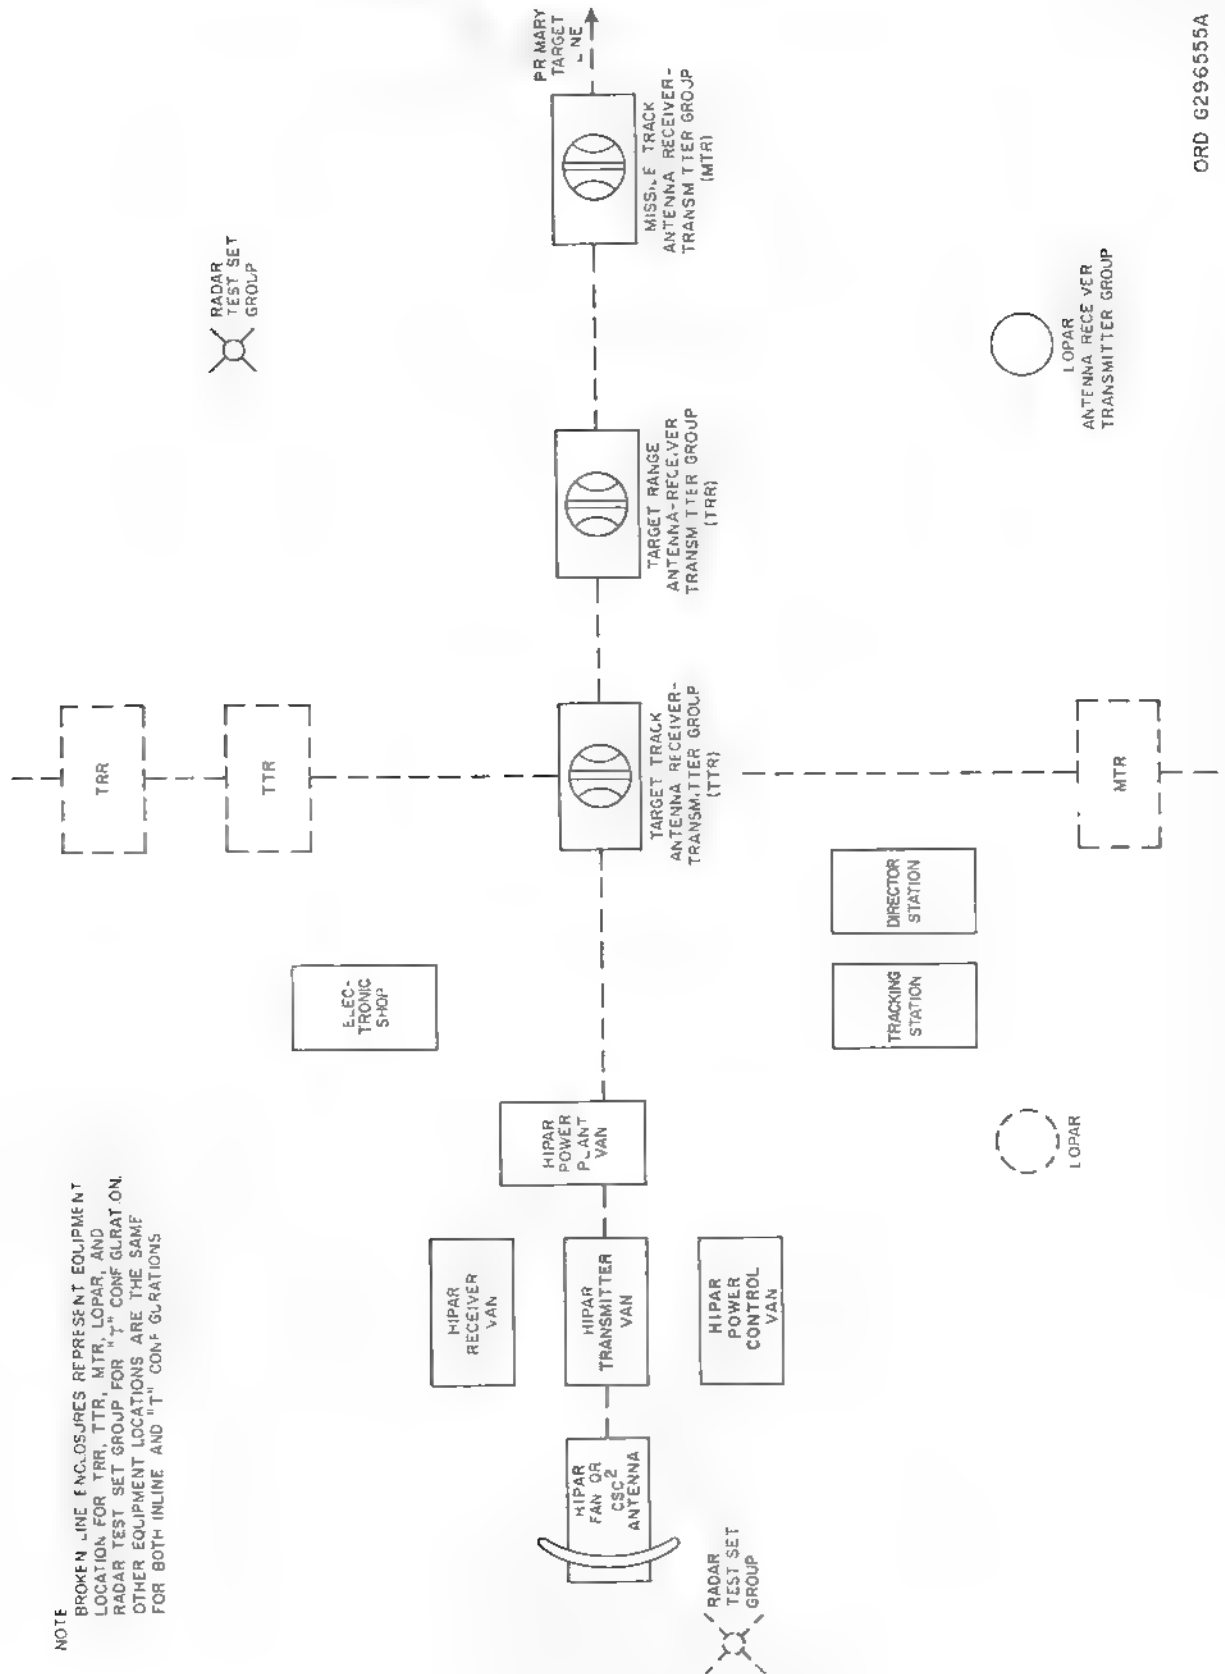 NOTE
BROKEN LINE ENCLOSURES REPRESENT EQUIPMENT
LOCATION FOR TRR, TTR, MTR, LOPAR, AND
RADAR TEST SET GROUP FOR "T" CONFIGURATION.
OTHER EQUIPMENT LOCATIONS ARE THE SAME
FOR BOTH INLINE AND "T" CONFIGURATIONS
TRR
TTR
RADAR
TEST SET
GROUP
ELEC-
TRONIC
SHOP
HIPAR
RECEIVER
VAN
HIPAR
POWER
PLANT
VAN
PRIMARY
TARGET
LINE
HIPAR
FAN OR
CSC²
ANTENNA
HIPAR
TRANSMITTER
VAN
TARGET TRACK
ANTENNA RECEIVER-
TRANSMITTER GROUP
(TTR)
TARGET RANGE
ANTENNA-RECEIVER
TRANSMITTER GROUP
(TRR)
MISSILE TRACK
ANTENNA RECEIVER-
TRANSMITTER GROUP
(MTR)
RADAR
TEST SET
GROUP
HIPAR
POWER
CONTROL
VAN
TRACKING
STATION
DIRECTOR
STATION
LOPAR
MTR
LOPAR
ANTENNA RECEIVER
TRANSMITTER GROUP
ORD G296555A